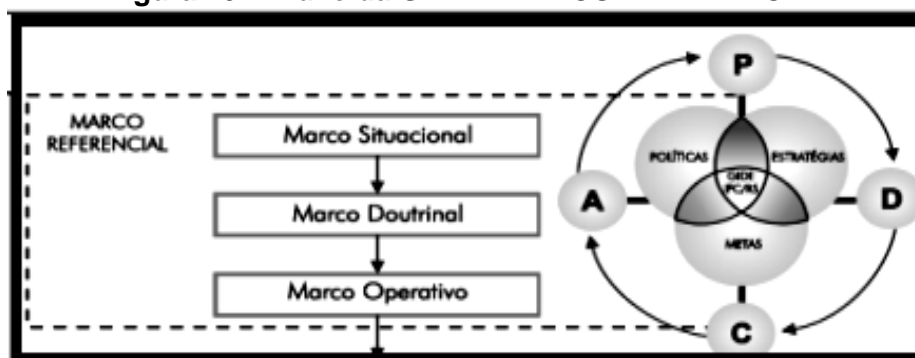 MARCO
REFERENCIAL
Marco Situacional
Marco Doutrinal
Marco Operativo
P
POLÍTICAS
ESTRATÉGIAS
A
D
METAS
C